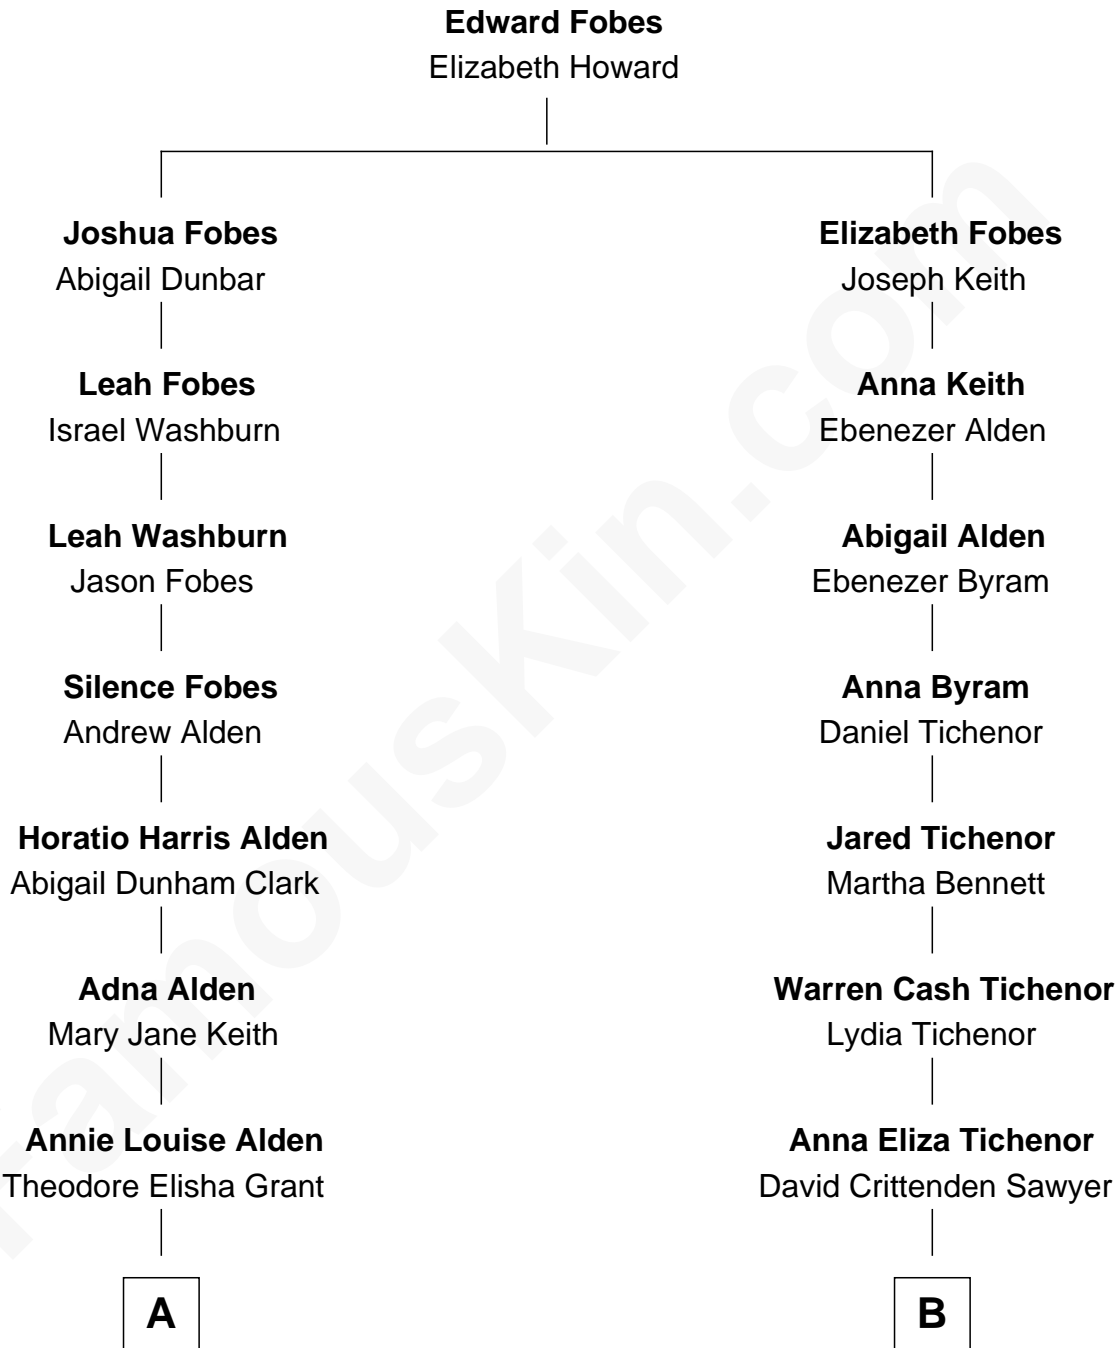 Edward Fobes
Elizabeth Howard
Joshua Fobes
Abigail Dunbar
Leah Fobes
Israel Washburn
Leah Washburn
Jason Fobes
Silence Fobes
Andrew Alden
Horatio Harris Alden
Abigail Dunham Clark
Adna Alden
Mary Jane Keith
Annie Louise Alden
Theodore Elisha Grant
A
Elizabeth Fobes
Joseph Keith
Anna Keith
Ebenezer Alden
Abigail Alden
Ebenezer Byram
Anna Byram
Daniel Tichenor
Jared Tichenor
Martha Bennett
Warren Cash Tichenor
Lydia Tichenor
Anna Eliza Tichenor
David Crittenden Sawyer
B
FamousKin.com